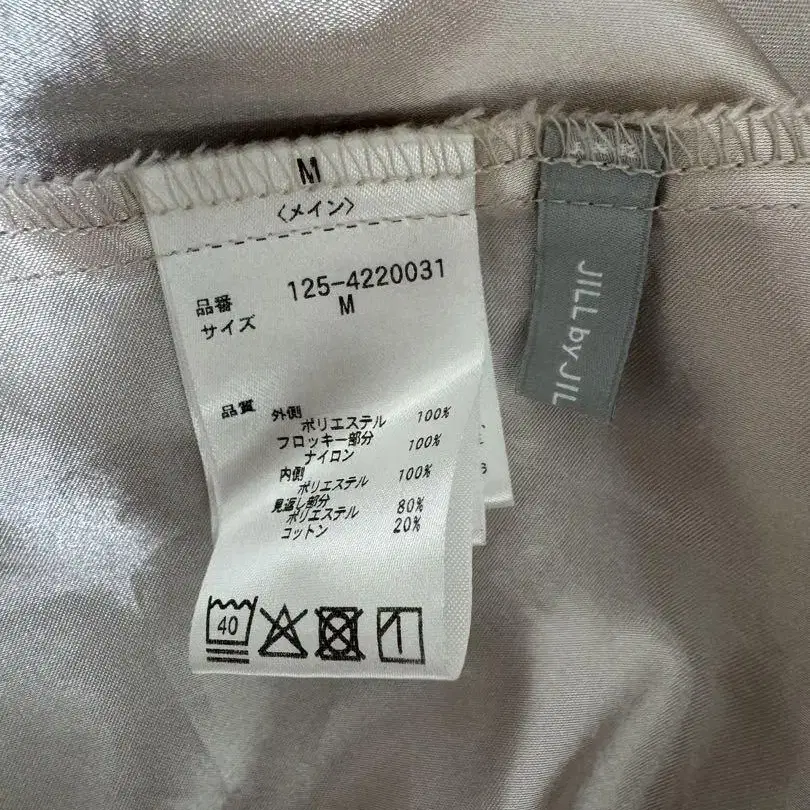 M
〈メイン〉
品番 125-4220031
サイズ M
品質 外側
ポリエステル 100%
フロッキー部分
ナイロン 100%
内側
ポリエステル 100%
見返し部分
ポリエステル 80%
コットン 20%
40
JILL by JIL